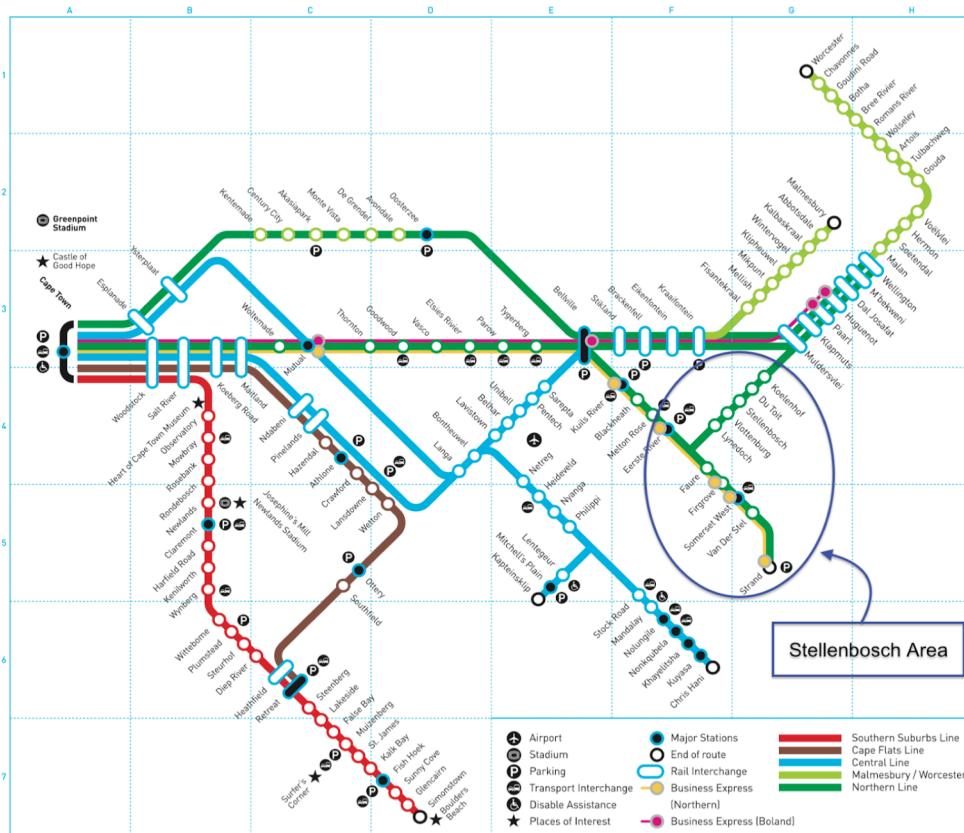 A B C D E F G H
1
2
3
4
5
6
7
Worcester
Chavonnes
Goudini Road
Botha
Bree Rivier
Romans River
Wolseley
Artois
Tulbachweg
Gouda
Voëlvlei
Hermon
Soetendal
Malan
Wellington
M'bekweni
Dal Josafat
Huguenot
Paarl
Klapmuts
Muldersvlei
Malmesbury
Abbotsdale
Kalbaskraal
Wintervogel
Klipheuwel
Mikpunt
Mellish
Fisantekraal
Kentemade
Century City
Akasiapark
Monte Vista
De Grendel
Avondale
Oosterzee
Greenpoint
Stadium
Castle of
Good Hope
Cape Town
Esplanade
Ysterplaat
Woltemade
Mutual
Thornton
Goodwood
Vasco
Elsies Rivier
Parow
Tygerberg
Bellville
Stikland
Brackenfell
Eikenfontein
Kraaifontein
Woodstock
Salt River
Koeberg Road
Maitland
Ndabeni
Pinelands
Hazendal
Athlone
Crawford
Lansdowne
Wetton
Ottery
Southfield
Heart of Cape Town Museum
Observatory
Mowbray
Rosebank
Rondebosch
Newlands
Josephine's Mill
Newlands Stadium
Claremont
Harfield Road
Kenilworth
Wynberg
Wittebome
Plumstead
Steurhof
Diep River
Heathfield
Retreat
Steenberg
Lakeside
False Bay
Muizenberg
St. James
Kalk Bay
Fish Hoek
Sunny Cove
Glencairn
Simonstown
Boulders
Beach
Surfer's
Corner
Bontheuwel
Langa
Lavistown
Belhar
Unibell
Pentech
Sarepta
Netreg
Hedeveld
Nyanga
Philippi
Lentegeur
Mitchell's Plain
Kapteinsklip
Stock Road
Mandalay
Nolungile
Nonkqubela
Khayelitsha
Kuyasa
Chris Hani
Kuils River
Blackheath
Melton Rose
Eerste River
Koelenhof
Du Toit
Stellenbosch
Vlottenburg
Lynedoch
Faure
Firgrove
Somerset West
Van Der Stel
Strand
Stellenbosch Area
Airport
Stadium
Parking
Transport Interchange
Disable Assistance
Places of Interest
Major Stations
End of route
Rail Interchange
Business Express
(Northern)
Business Express (Boland)
Southern Suburbs Line
Cape Flats Line
Central Line
Malmesbury / Worcester
Northern Line